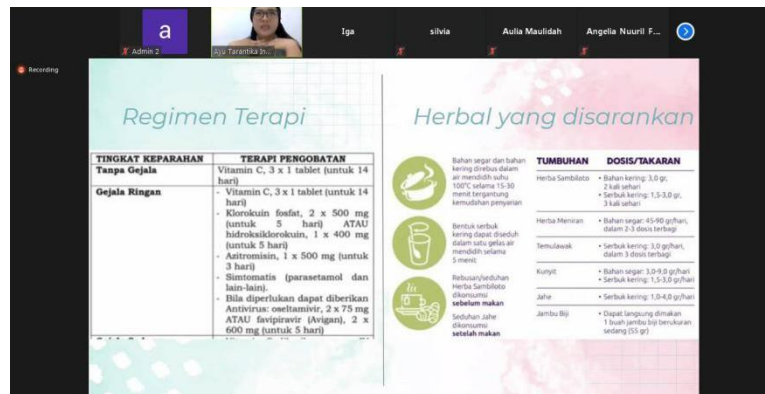 a
Admin 2
Ayu Tarantika In...
Iga
silvia
Aulia Maulidah
Angelia Nuuril F...
Recording
Regimen Terapi
TINGKAT KEPARAHAN
TERAPI PENGOBATAN
Tanpa Gejala
Vitamin C, 3 x 1 tablet (untuk 14
hari)
Gejala Ringan
- Vitamin C, 3 x 1 tablet (untuk 14
hari)
- Klorokuin fosfat, 2 x 500 mg
(untuk 5 hari) ATAU
hidroksiklorokuin, 1 x 400 mg
(untuk 5 hari)
- Azitromisin, 1 x 500 mg (untuk
3 hari)
- Simtomatis (parasetamol dan
lain-lain).
- Bila diperlukan dapat diberikan
Antivirus: oseltamivir, 2 x 75 mg
ATAU favipiravir (Avigan), 2 x
600 mg (untuk 5 hari)
Herbal yang disarankan
Bahan segar dan bahan
kering direbus dalam
air mendidih suhu
100°C selama 15-30
menit tergantung
kemudahan penyarian
Bentuk serbuk
kering dapat diseduh
dalam satu gelas air
mendidih selama
5 menit
Rebusan/seduhan
Herba Sambiloto
dikonsumsi
sebelum makan
Seduhan Jahe
dikonsumsi
setelah makan
TUMBUHAN
DOSIS/TAKARAN
Herba Sambiloto
• Bahan kering: 3,0 gr,
2 kali sehari
• Serbuk kering: 1,5-3,0 gr,
3 kali sehari
Herba Meniran
• Bahan segar: 45-90 gr/hari,
dalam 2-3 dosis terbagi
Temulawak
• Serbuk kering: 3,0 gr/hari,
dalam 3 dosis terbagi
Kunyit
• Bahan segar: 3,0-9,0 gr/hari
• Serbuk kering: 1,5-3,0 gr/hari
Jahe
• Serbuk kering: 1,0-4,0 gr/hari
Jambu Biji
• Dapat langsung dimakan
1 buah jambu biji berukuran
sedang (55 gr)